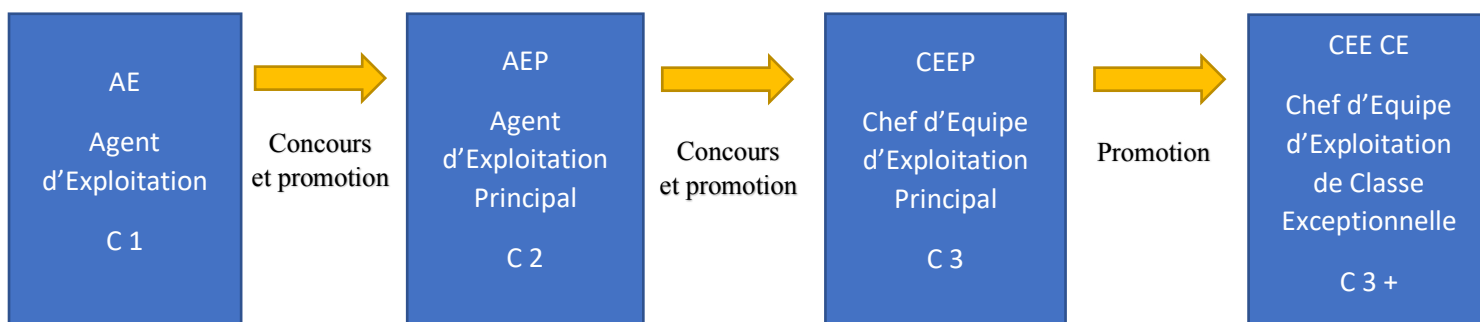 AE
Agent
d’Exploitation
C 1
Concours
et promotion
AEP
Agent
d’Exploitation
Principal
C 2
Concours
et promotion
CEEP
Chef d’Equipe
d’Exploitation
Principal
C 3
Promotion
CEE CE
Chef d’Equipe
d’Exploitation
de Classe
Exceptionnelle
C 3 +